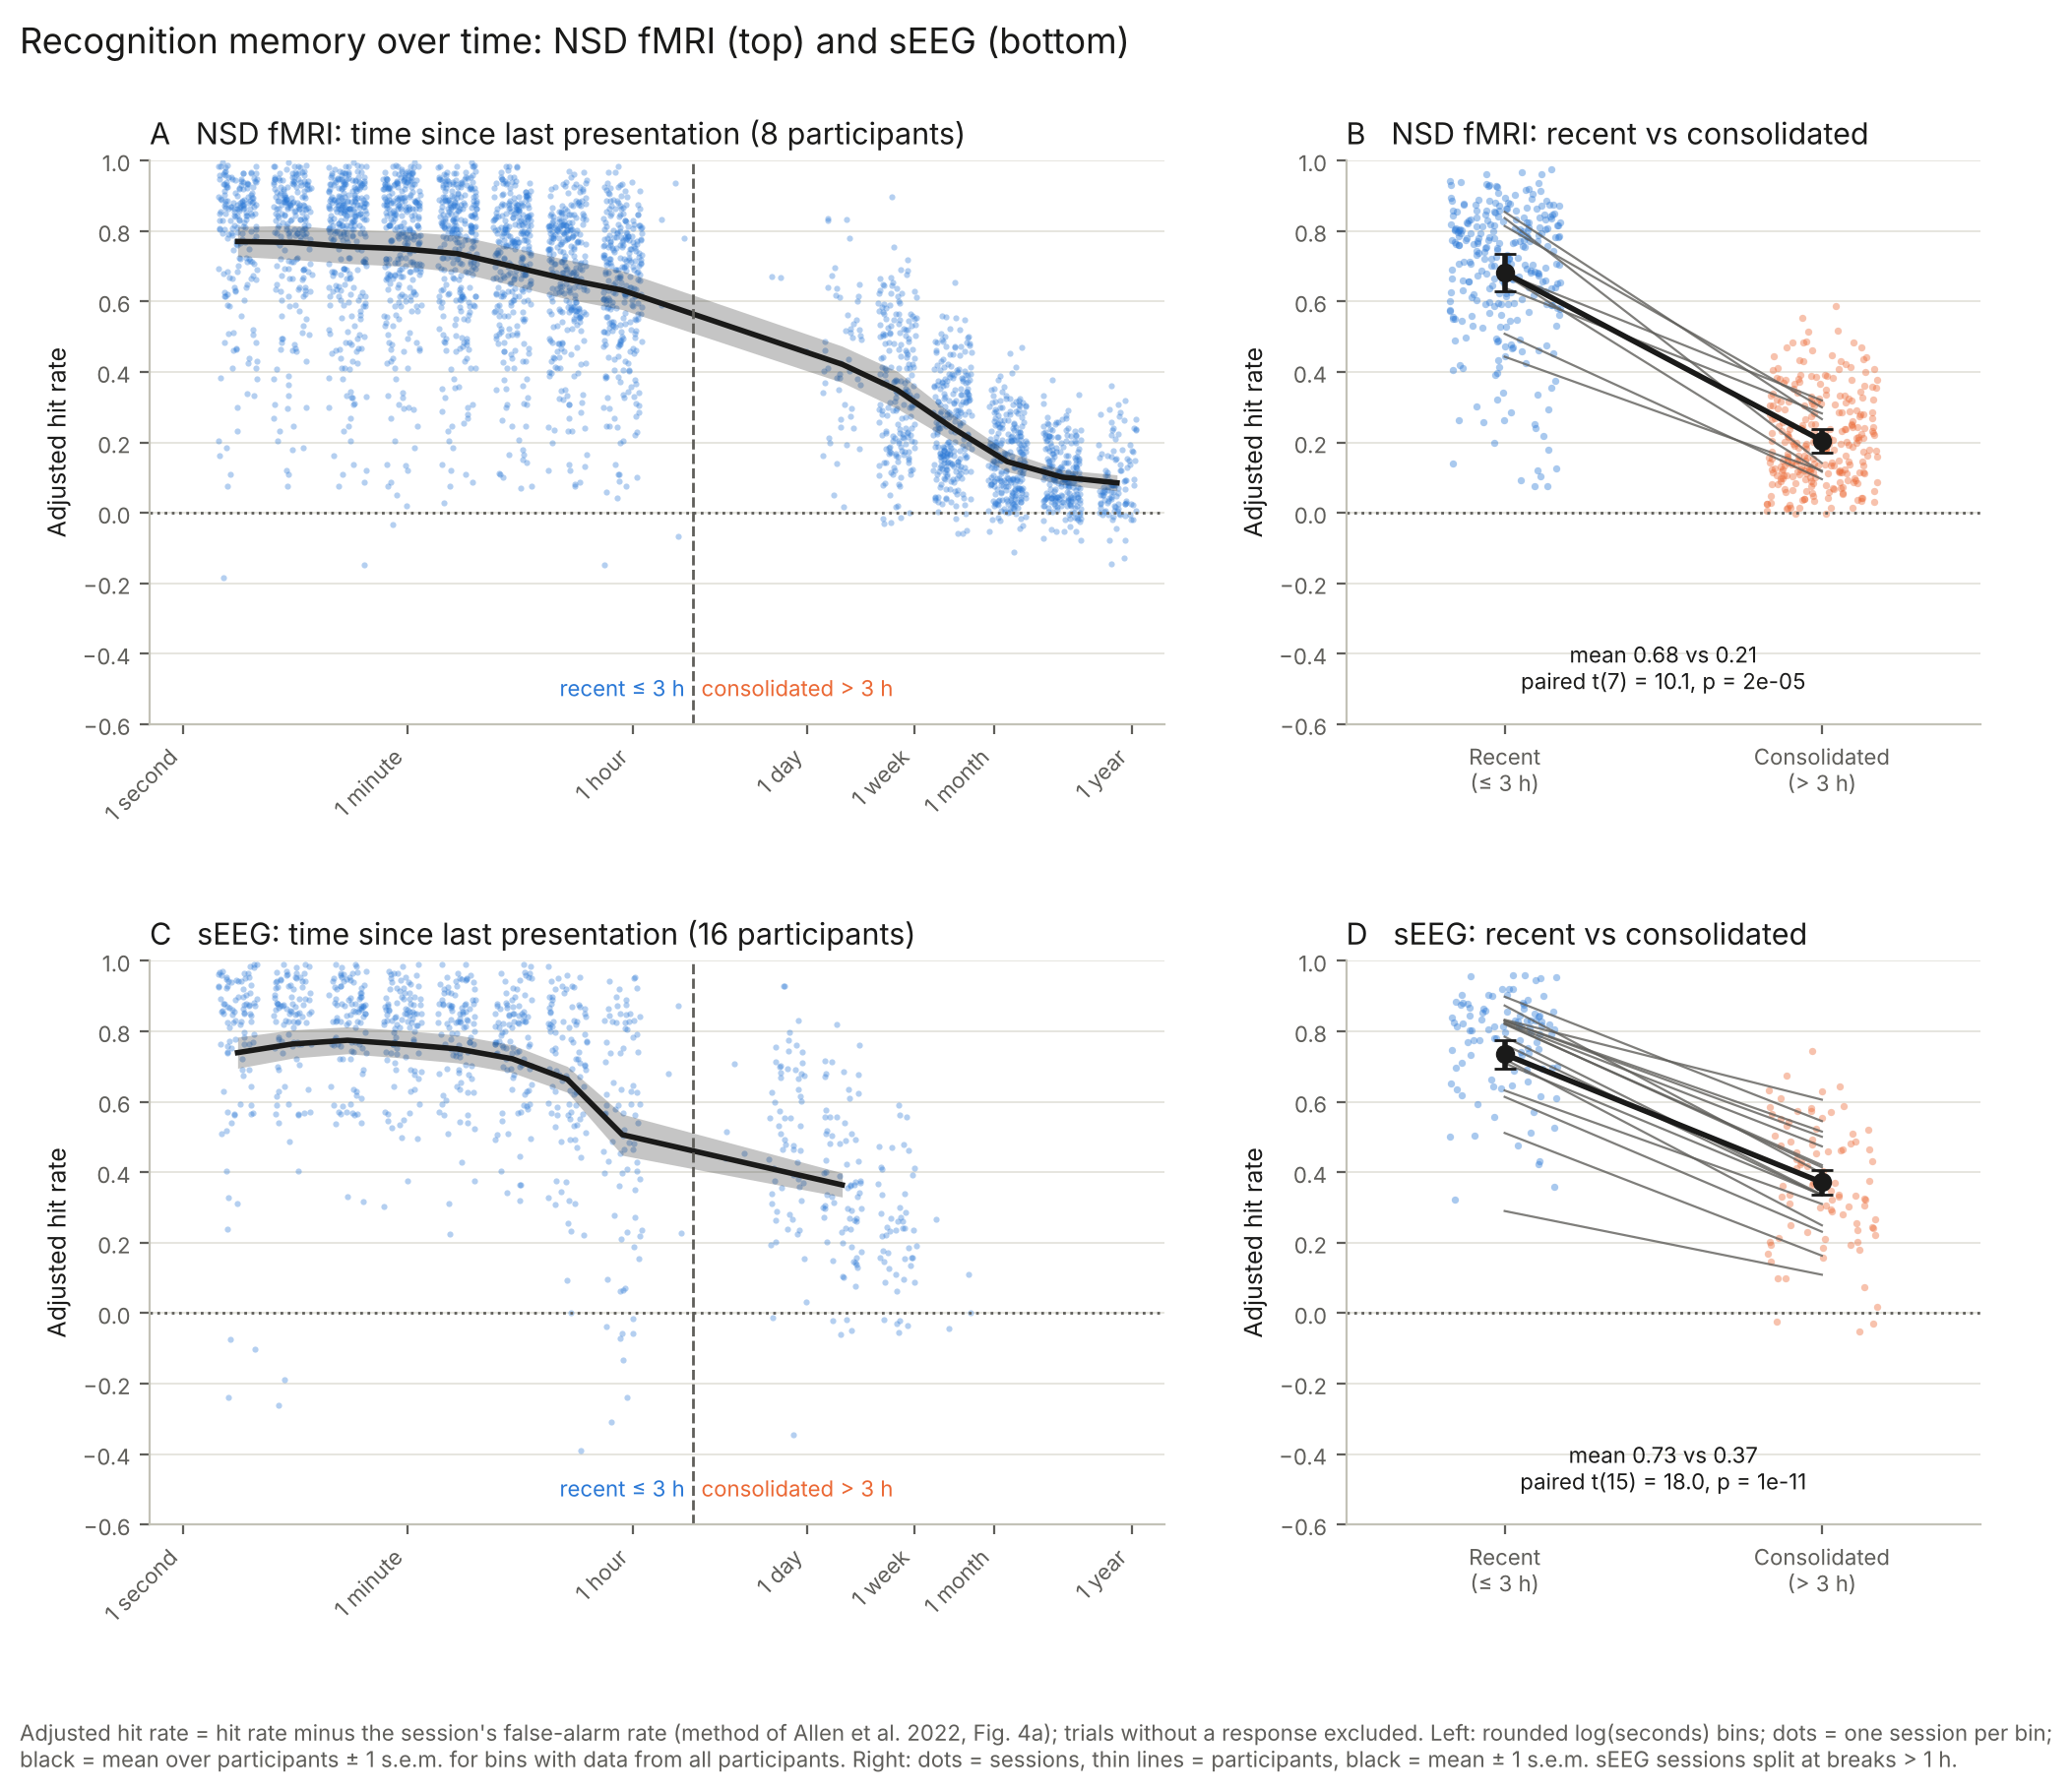 Recognition memory over time: NSD fMRI (top) and sEEG (bottom)
A NSD fMRI: time since last presentation (8 participants)
Adjusted hit rate
1.0
0.8
0.6
0.4
0.2
0.0
−0.2
−0.4
−0.6
recent ≤ 3 h
consolidated > 3 h
1 second
1 minute
1 hour
1 day
1 week
1 month
1 year
B NSD fMRI: recent vs consolidated
Adjusted hit rate
1.0
0.8
0.6
0.4
0.2
0.0
−0.2
−0.4
−0.6
mean 0.68 vs 0.21
paired t(7) = 10.1, p = 2e-05
Recent
(≤ 3 h)
Consolidated
(> 3 h)
C sEEG: time since last presentation (16 participants)
Adjusted hit rate
1.0
0.8
0.6
0.4
0.2
0.0
−0.2
−0.4
−0.6
recent ≤ 3 h
consolidated > 3 h
1 second
1 minute
1 hour
1 day
1 week
1 month
1 year
D sEEG: recent vs consolidated
Adjusted hit rate
1.0
0.8
0.6
0.4
0.2
0.0
−0.2
−0.4
−0.6
mean 0.73 vs 0.37
paired t(15) = 18.0, p = 1e-11
Recent
(≤ 3 h)
Consolidated
(> 3 h)
Adjusted hit rate = hit rate minus the session's false-alarm rate (method of Allen et al. 2022, Fig. 4a); trials without a response excluded. Left: rounded log(seconds) bins; dots = one session per bin;
black = mean over participants ± 1 s.e.m. for bins with data from all participants. Right: dots = sessions, thin lines = participants, black = mean ± 1 s.e.m. sEEG sessions split at breaks > 1 h.